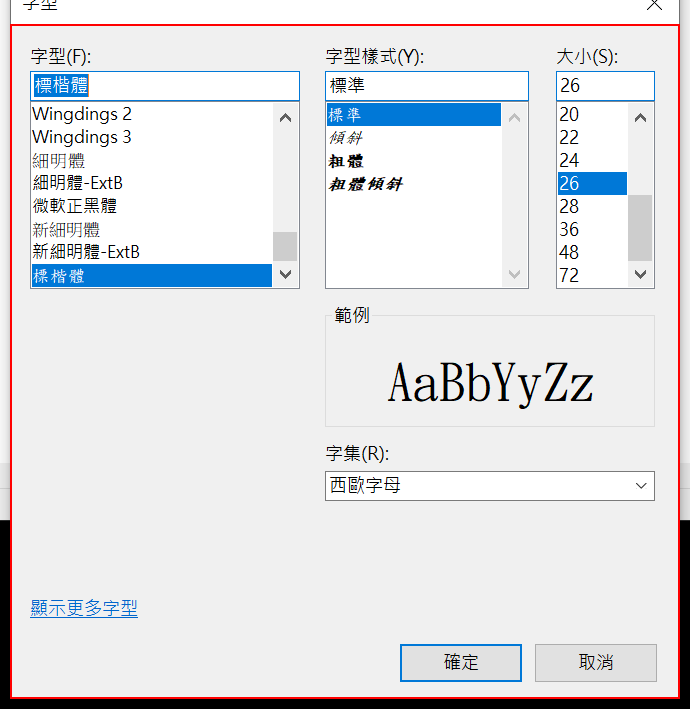 字型
字型(F):
標楷體
Wingdings 2
Wingdings 3
細明體
細明體-ExtB
微軟正黑體
新細明體
新細明體-ExtB
標楷體
字型樣式(Y):
標準
標準
傾斜
粗體
粗體傾斜
大小(S):
26
20
22
24
26
28
36
48
72
範例
AaBbYyZz
字集(R):
西歐字母
顯示更多字型
確定
取消